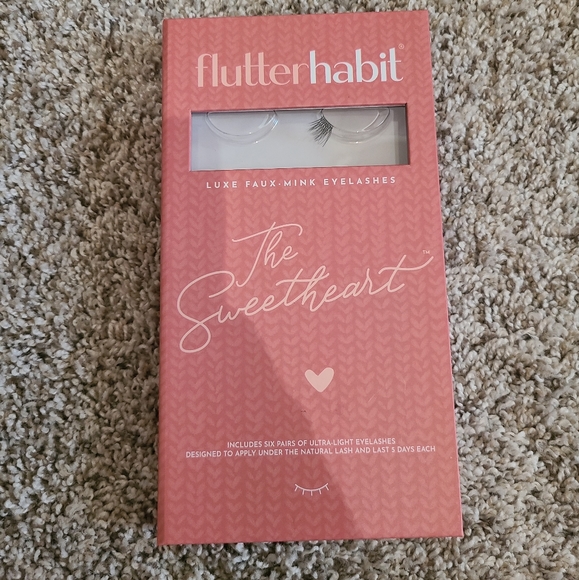 flutterhabit®
LUXE FAUX-MINK EYELASHES
The
Sweetheart™
INCLUDES SIX PAIRS OF ULTRA-LIGHT EYELASHES
DESIGNED TO APPLY UNDER THE NATURAL LASH AND LAST 5 DAYS EACH